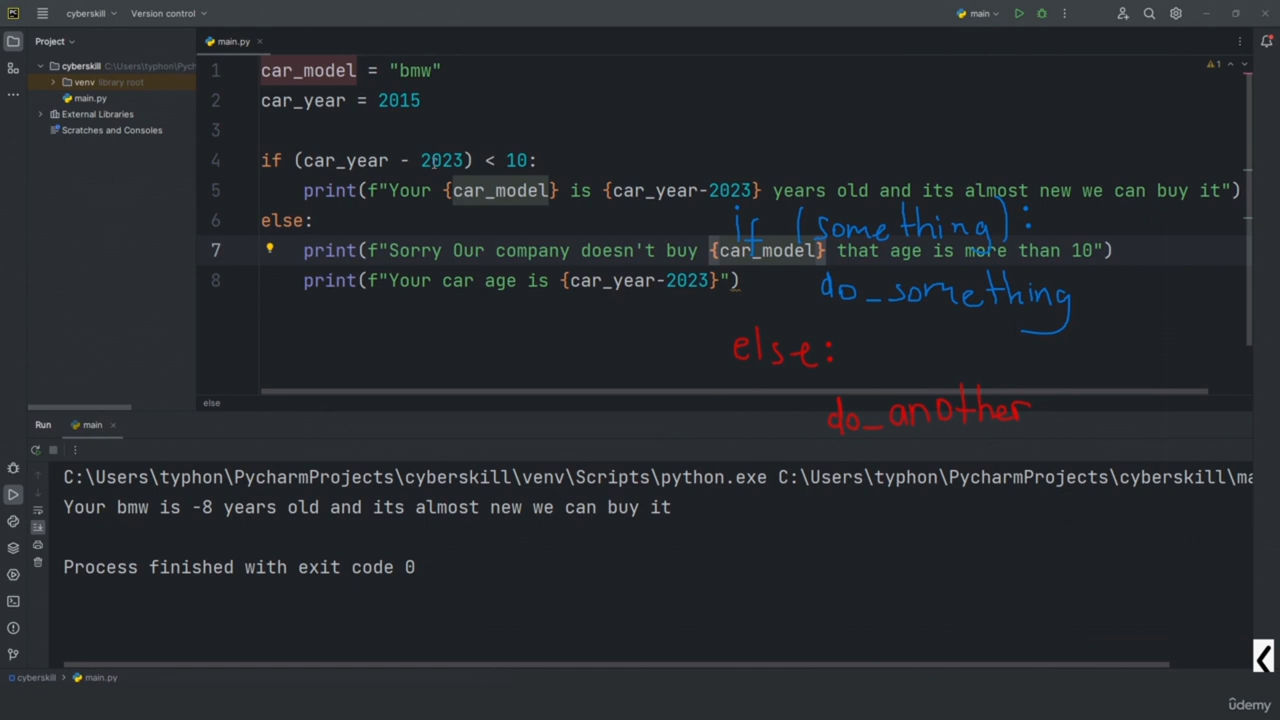 PC cyberskill Version control main
Project main.py
cyberskill C:\Users\typhon\Pych
venv library root
main.py
External Libraries
Scratches and Consoles
1
1 car_model = "bmw"
2 car_year = 2015
3
4 if (car_year - 2023) < 10:
5 print(f"Your {car_model} is {car_year-2023} years old and its almost new we can buy it")
6 else:
7 print(f"Sorry Our company doesn't buy {car_model} that age is more than 10")
8 print(f"Your car age is {car_year-2023}")
if (something):
do_something
else:
do_another
else
Run main
C:\Users\typhon\PycharmProjects\cyberskill\venv\Scripts\python.exe C:\Users\typhon\PycharmProjects\cyberskill\ma
Your bmw is -8 years old and its almost new we can buy it
Process finished with exit code 0
cyberskill > main.py
ûdemy